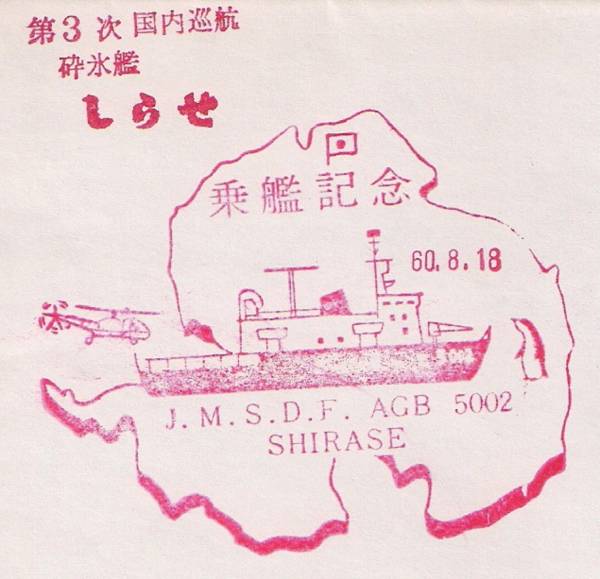 第3次国内巡航
砕氷艦
しらせ
乗艦記念
60.8.18
J.M.S.D.F. AGB 5002
SHIRASE